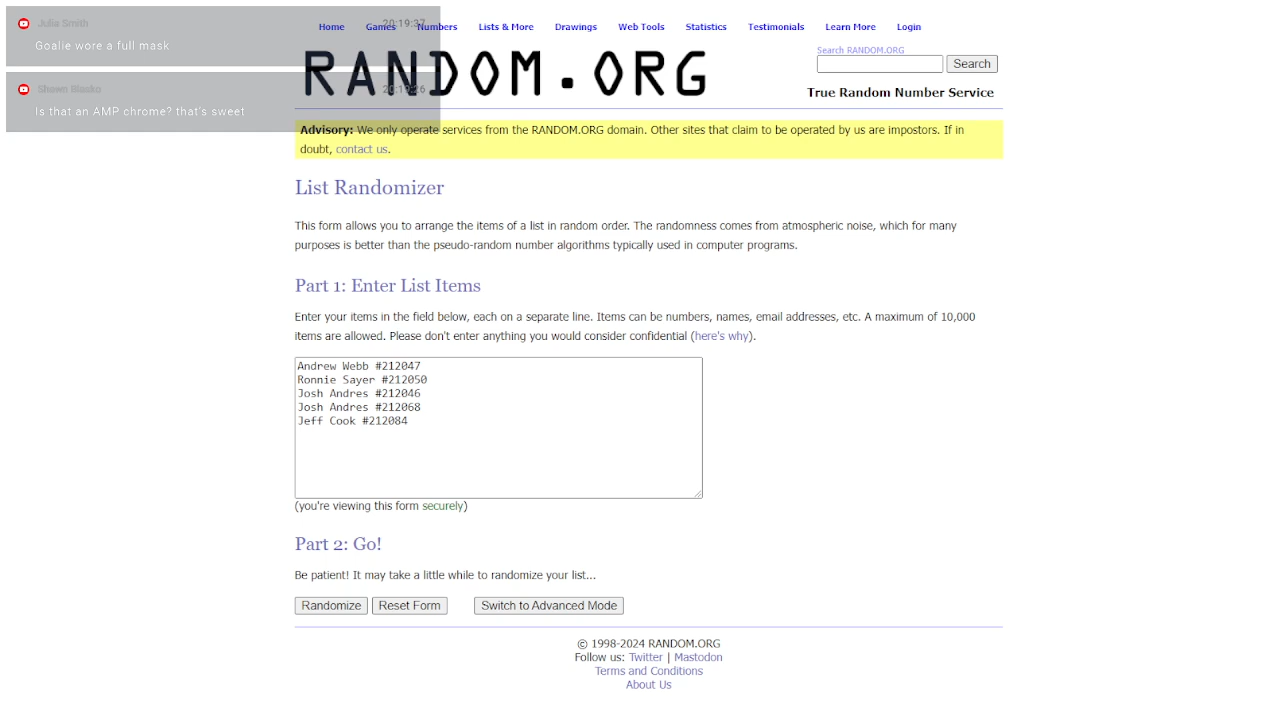 Julia Smith 20:19:37
Goalie wore a full mask
Shawn 20:19:26
Is that an AMP chrome? that's sweet
Home Games Numbers Lists & More Drawings Web Tools Statistics Testimonials Learn More Login
RANDOM.ORG
Search RANDOM.ORG
Search
True Random Number Service
Advisory: We only operate services from the RANDOM.ORG domain. Other sites that claim to be operated by us are impostors. If in
doubt, contact us.
List Randomizer
This form allows you to arrange the items of a list in random order. The randomness comes from atmospheric noise, which for many
purposes is better than the pseudo-random number algorithms typically used in computer programs.
Part 1: Enter List Items
Enter your items in the field below, each on a separate line. Items can be numbers, names, email addresses, etc. A maximum of 10,000
items are allowed. Please don't enter anything you would consider confidential (here's why).
Andrew Webb #212047
Ronnie Sayer #212050
Josh Andres #212046
Josh Andres #212068
Jeff Cook #212084
(you're viewing this form securely)
Part 2: Go!
Be patient! It may take a little while to randomize your list...
Randomize Reset Form Switch to Advanced Mode
© 1998-2024 RANDOM.ORG
Follow us: Twitter | Mastodon
Terms and Conditions
About Us